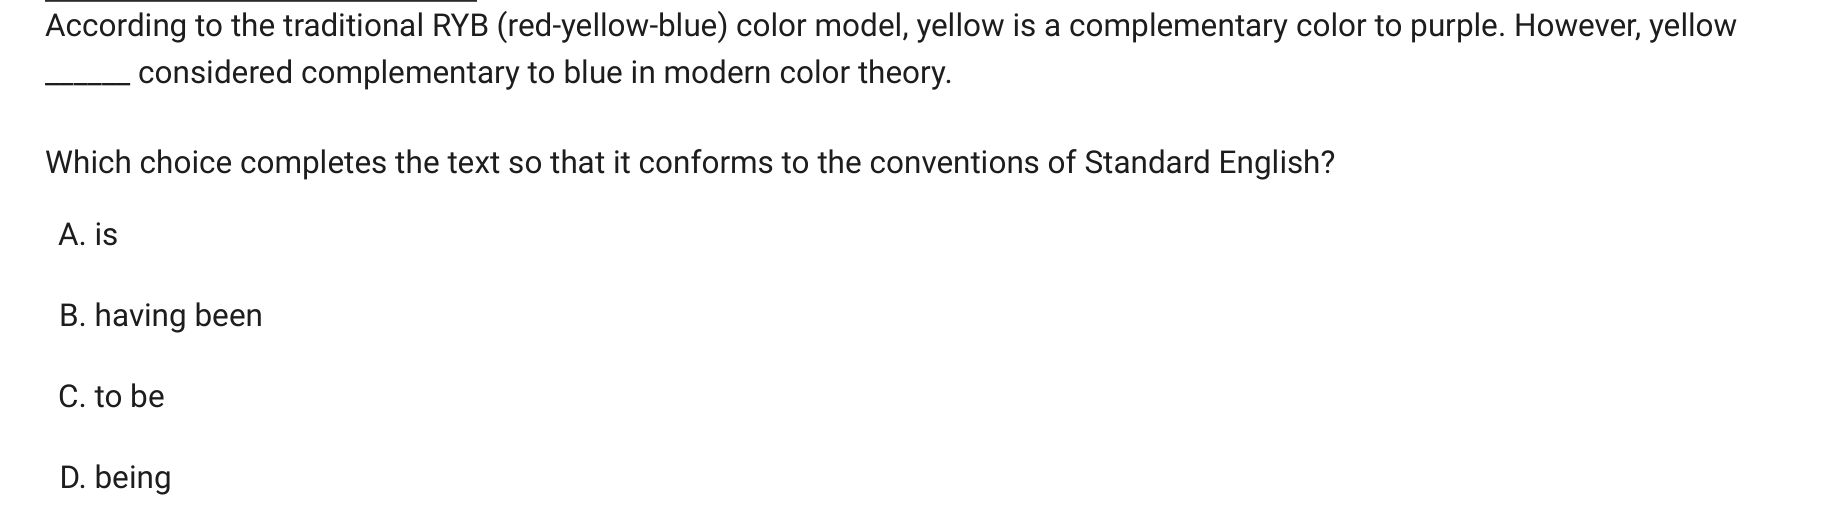 According to the traditional RYB (red-yellow-blue) color model, yellow is a complementary color to purple. However, yellow
______ considered complementary to blue in modern color theory.
Which choice completes the text so that it conforms to the conventions of Standard English?
A. is
B. having been
C. to be
D. being